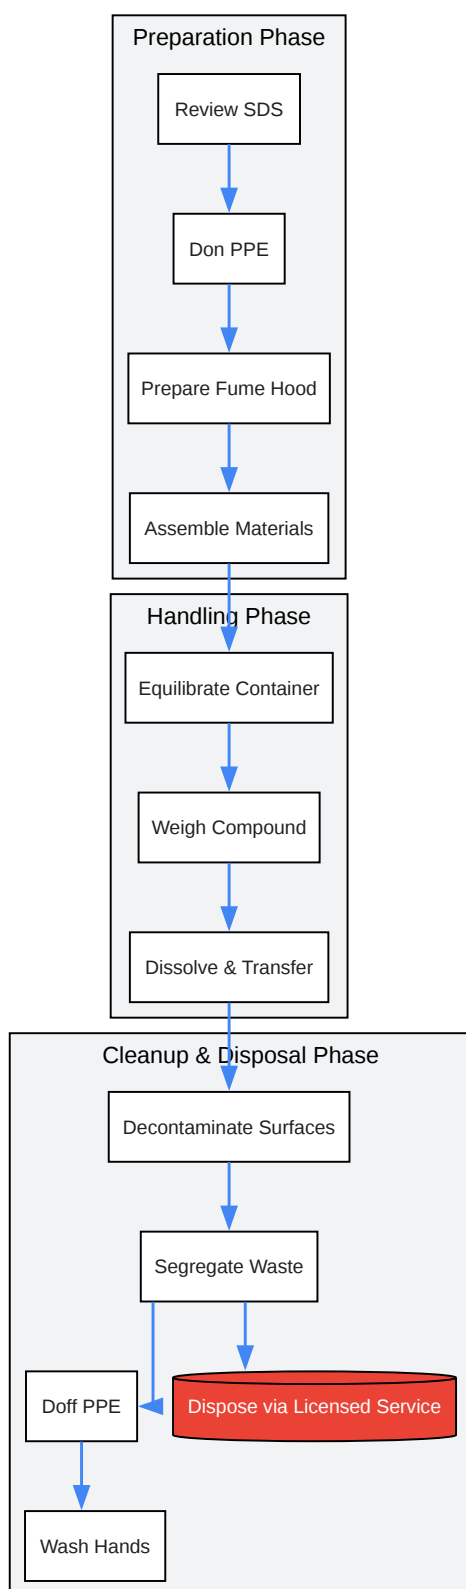 Preparation Phase
Review SDS
Don PPE
Prepare Fume Hood
Assemble Materials
Handling Phase
Equilibrate Container
Weigh Compound
Dissolve & Transfer
Cleanup & Disposal Phase
Decontaminate Surfaces
Segregate Waste
Doff PPE
Dispose via Licensed Service
Wash Hands